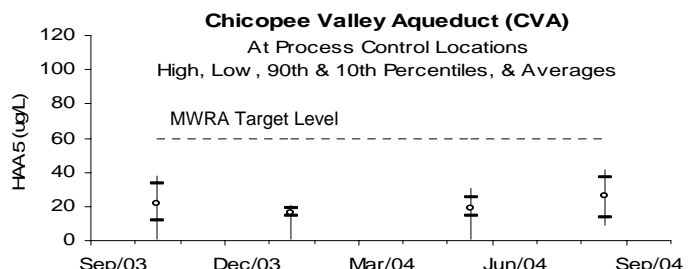 Chicopee Valley Aqueduct (CVA)
At Process Control Locations
High, Low , 90th & 10th Percentiles, & Averages
HAA5 (ug/L)
120
100
80
60
40
20
0
MWRA Target Level
Sep/03 Dec/03 Mar/04 Jun/04 Sep/04